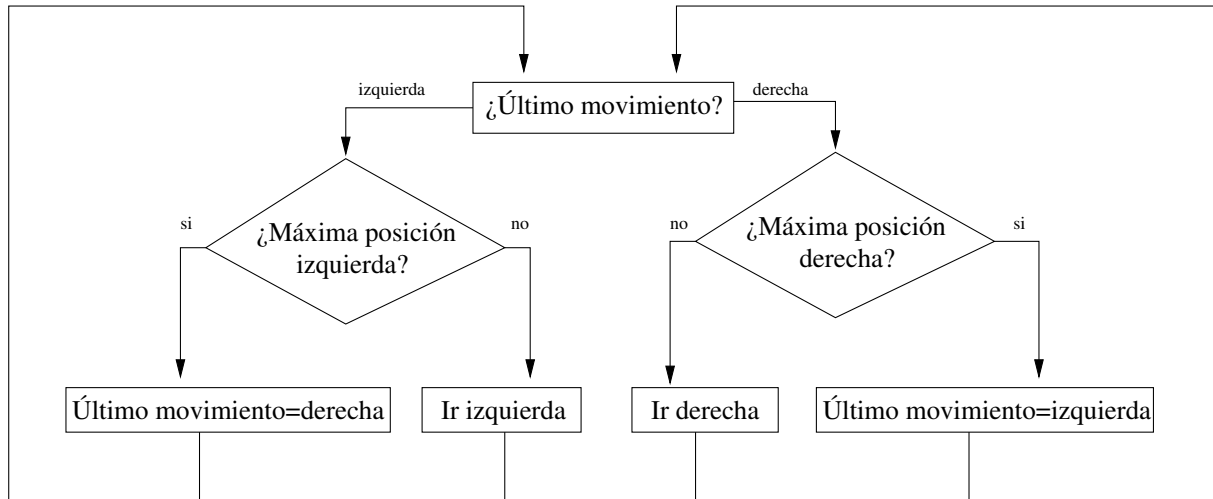 izquierda
derecha
¿Último movimiento?
si
¿Máxima posición
izquierda?
no
no
¿Máxima posición
derecha?
si
Último movimiento=derecha
Ir izquierda
Ir derecha
Último movimiento=izquierda